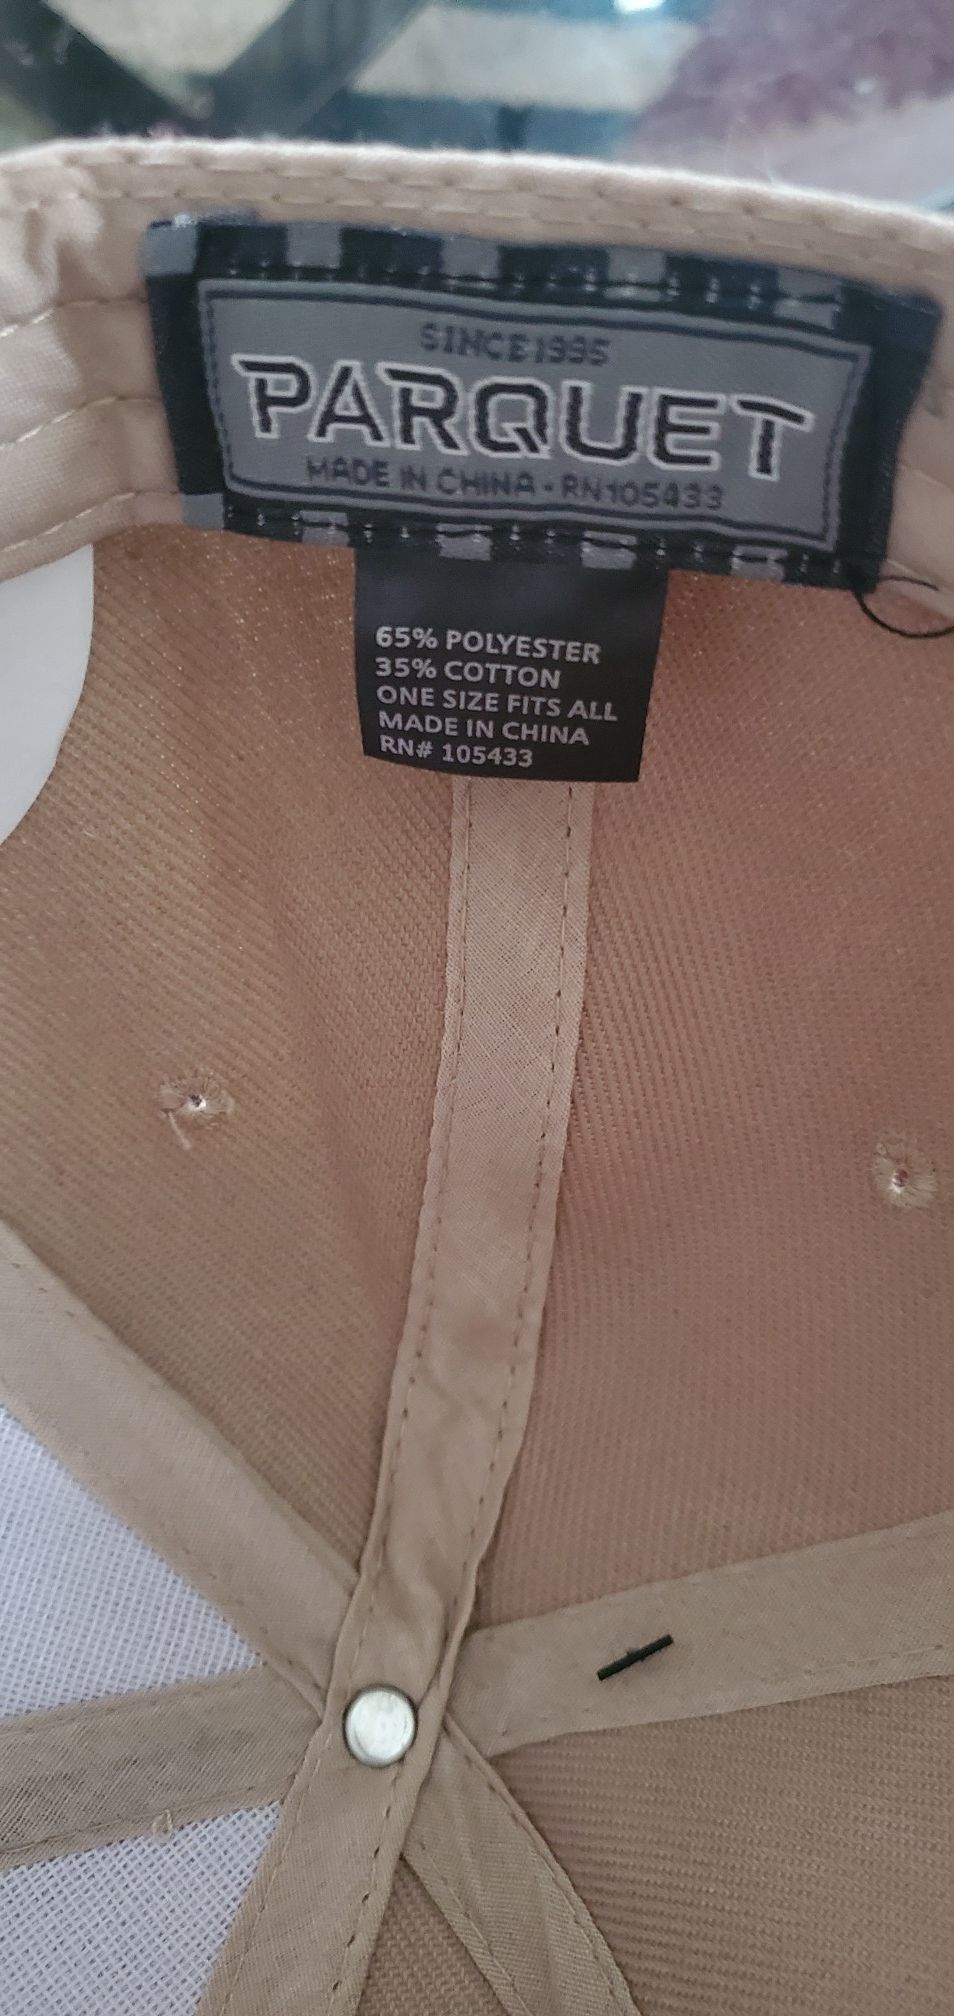 SINCE 1995
PARQUET
MADE IN CHINA • RN105433
65% POLYESTER
35% COTTON
ONE SIZE FITS ALL
MADE IN CHINA
RN# 105433